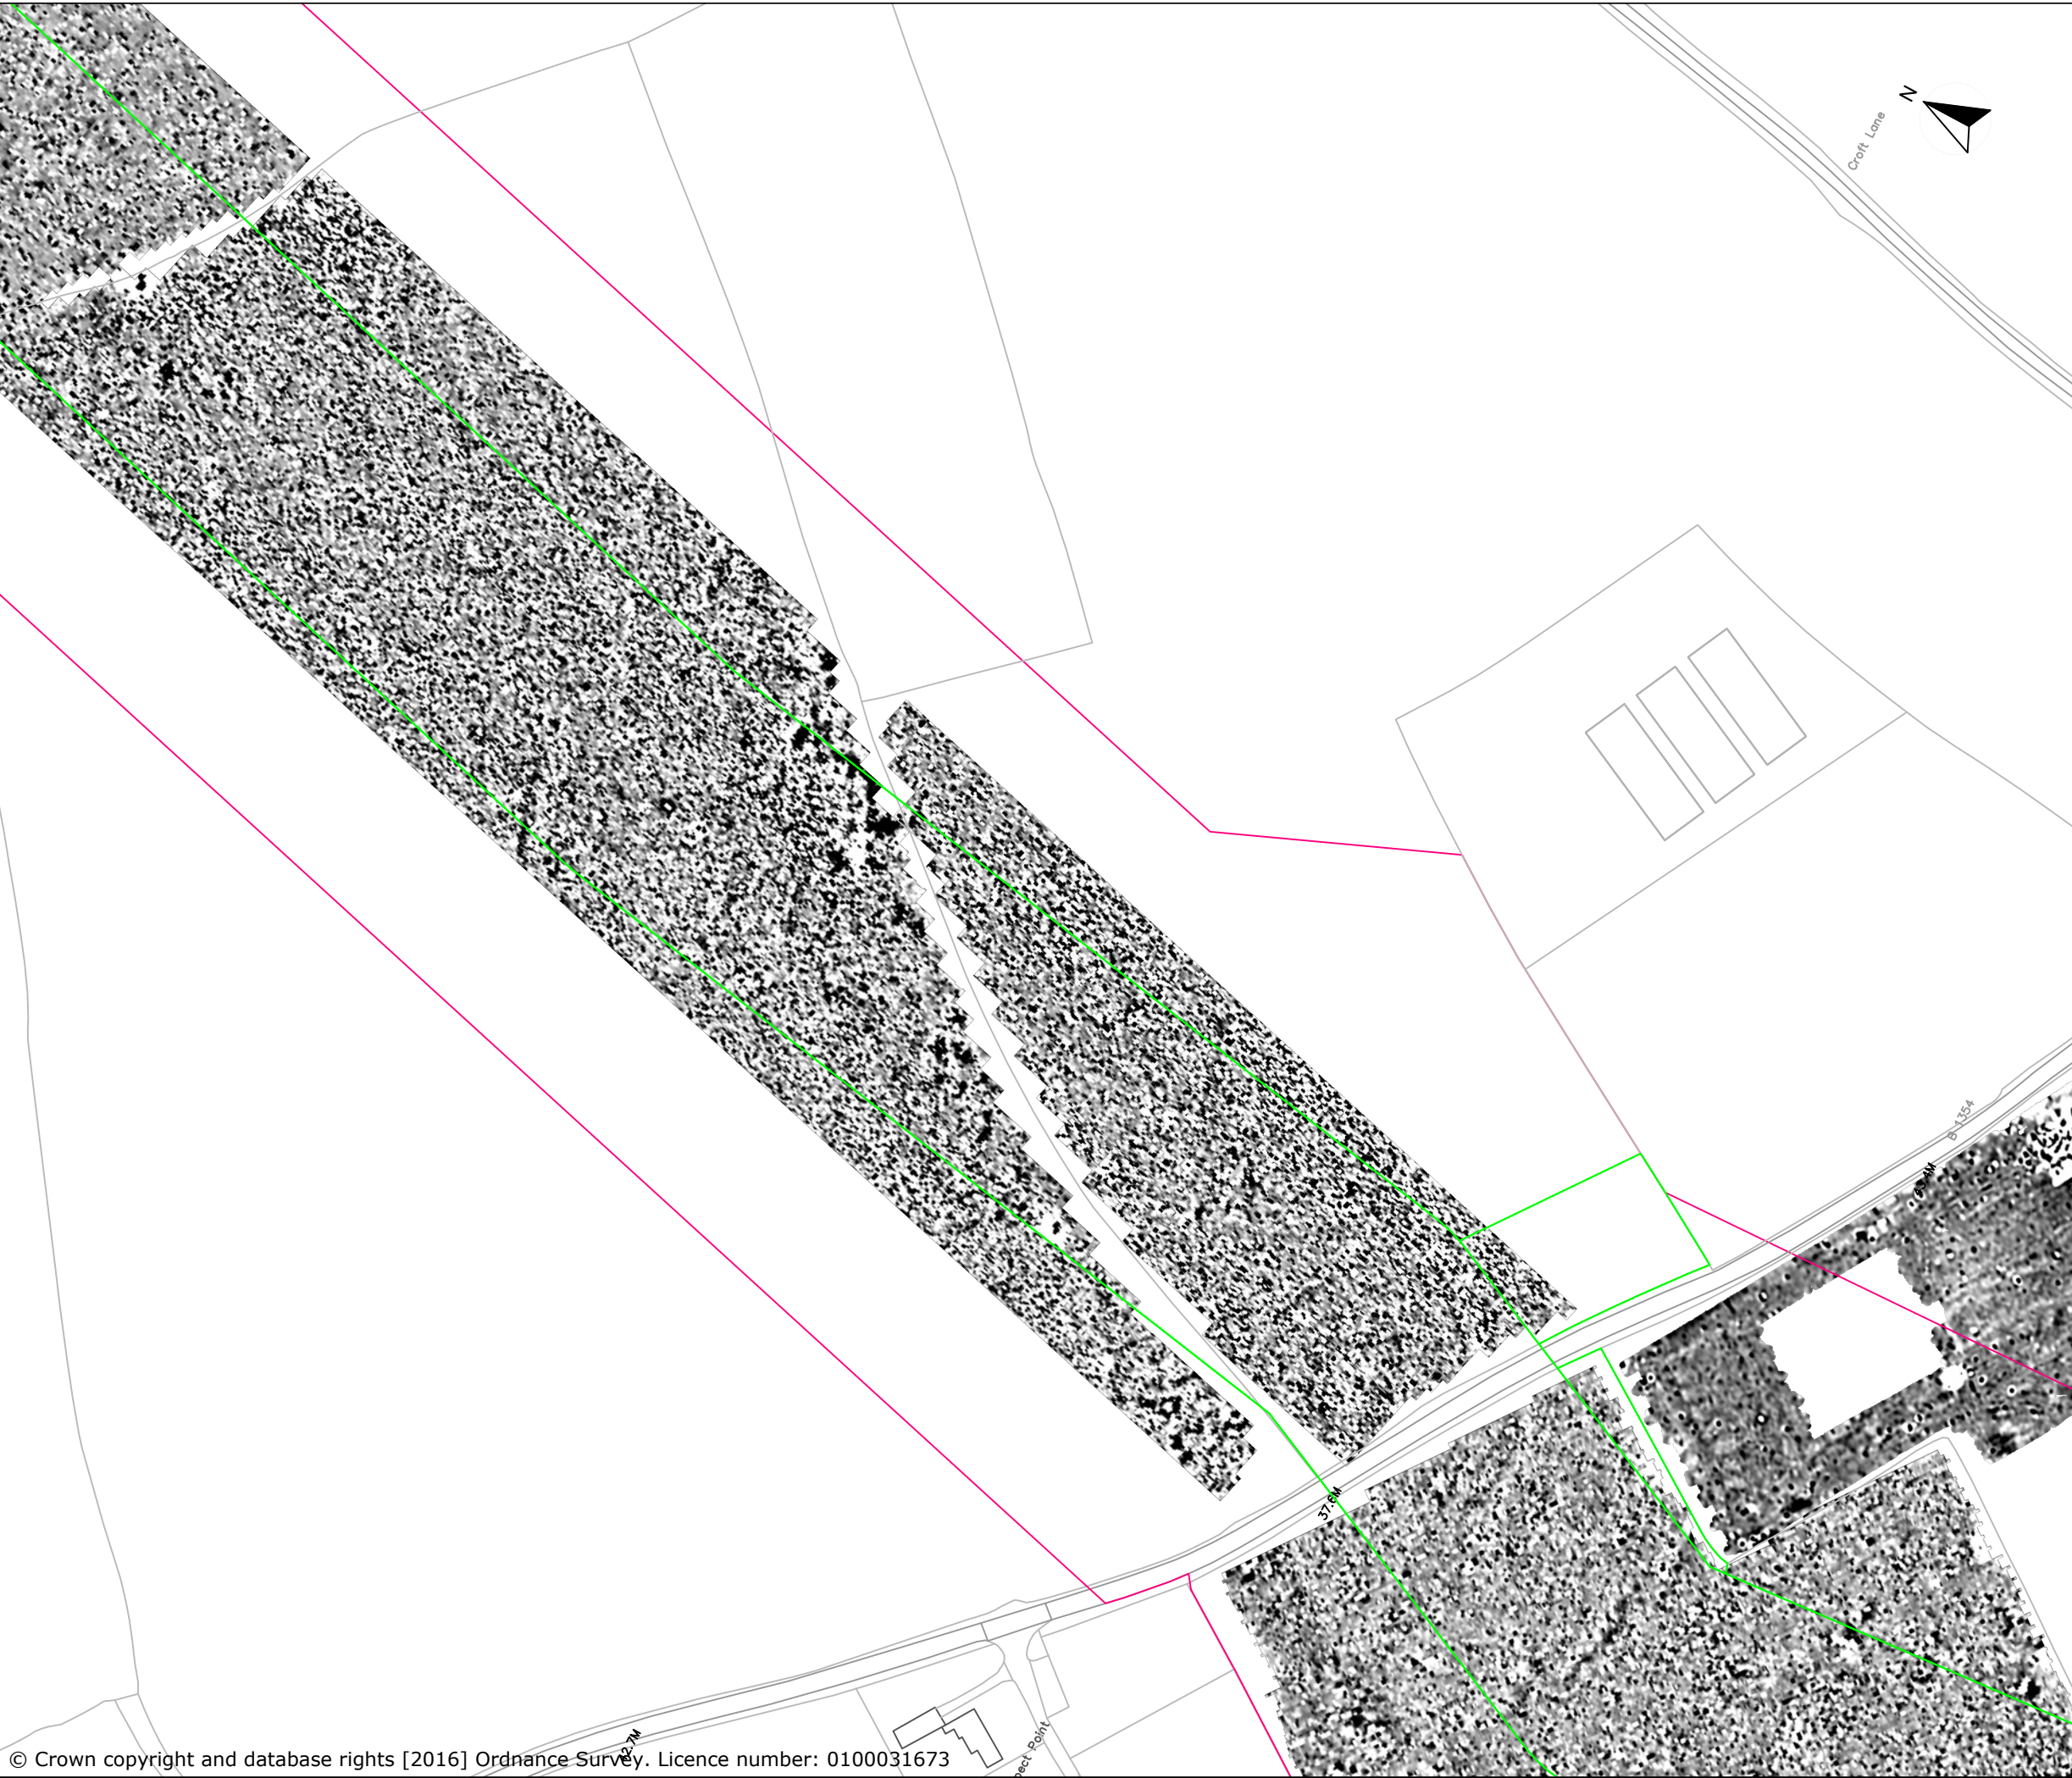 N
Croft Lane
B 1354
37.6M
© Crown copyright and database rights [2016] Ordnance Survey. Licence number: 0100031673